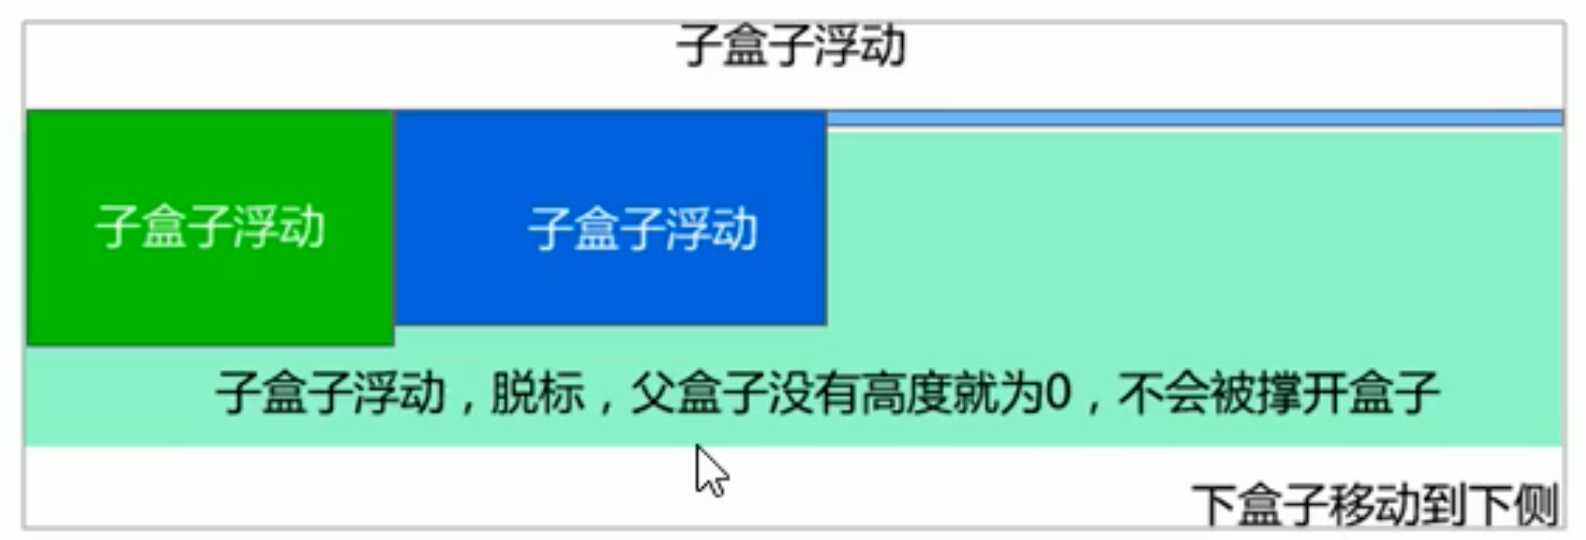 子盒子浮动
子盒子浮动
子盒子浮动
子盒子浮动，脱标，父盒子没有高度就为0，不会被撑开盒子
下盒子移动到下侧